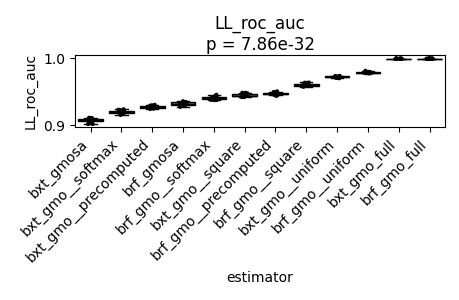 LL_roc_auc
p = 7.86e-32
LL_roc_auc
1.0
0.9
bxt_gmosa
bxt_gmo__softmax
bxt_gmo__precomputed
brf_gmosa
brf_gmo__softmax
bxt_gmo__square
brf_gmo__precomputed
brf_gmo__square
bxt_gmo__uniform
brf_gmo__uniform
bxt_gmo_full
brf_gmo_full
estimator